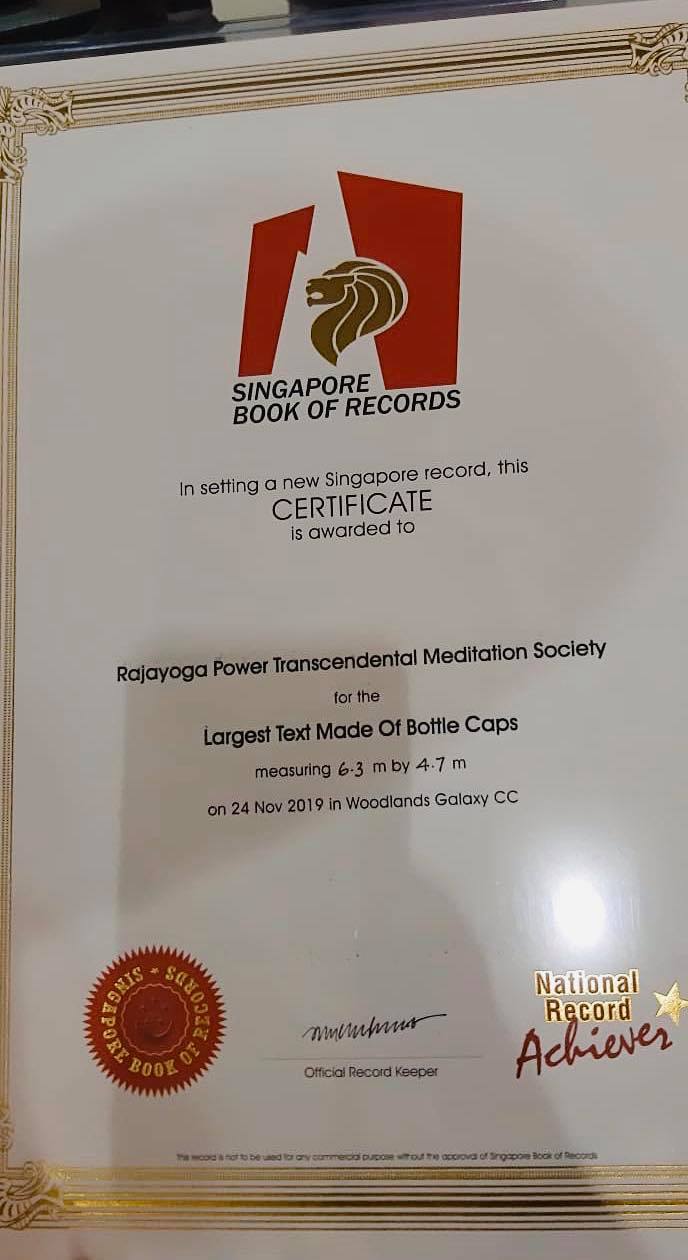 SINGAPORE
BOOK OF RECORDS
In setting a new Singapore record, this
CERTIFICATE
is awarded to
Rajayoga Power Transcendental Meditation Society
for the
Largest Text Made Of Bottle Caps
measuring 6.3 m by 4.7 m
on 24 Nov 2019 in Woodlands Galaxy CC
SINGAPORE BOOK OF RECORDS
Official Record Keeper
National
Record
Achiever
This record is not to be used for any commercial purpose without the approval of Singapore Book of Records